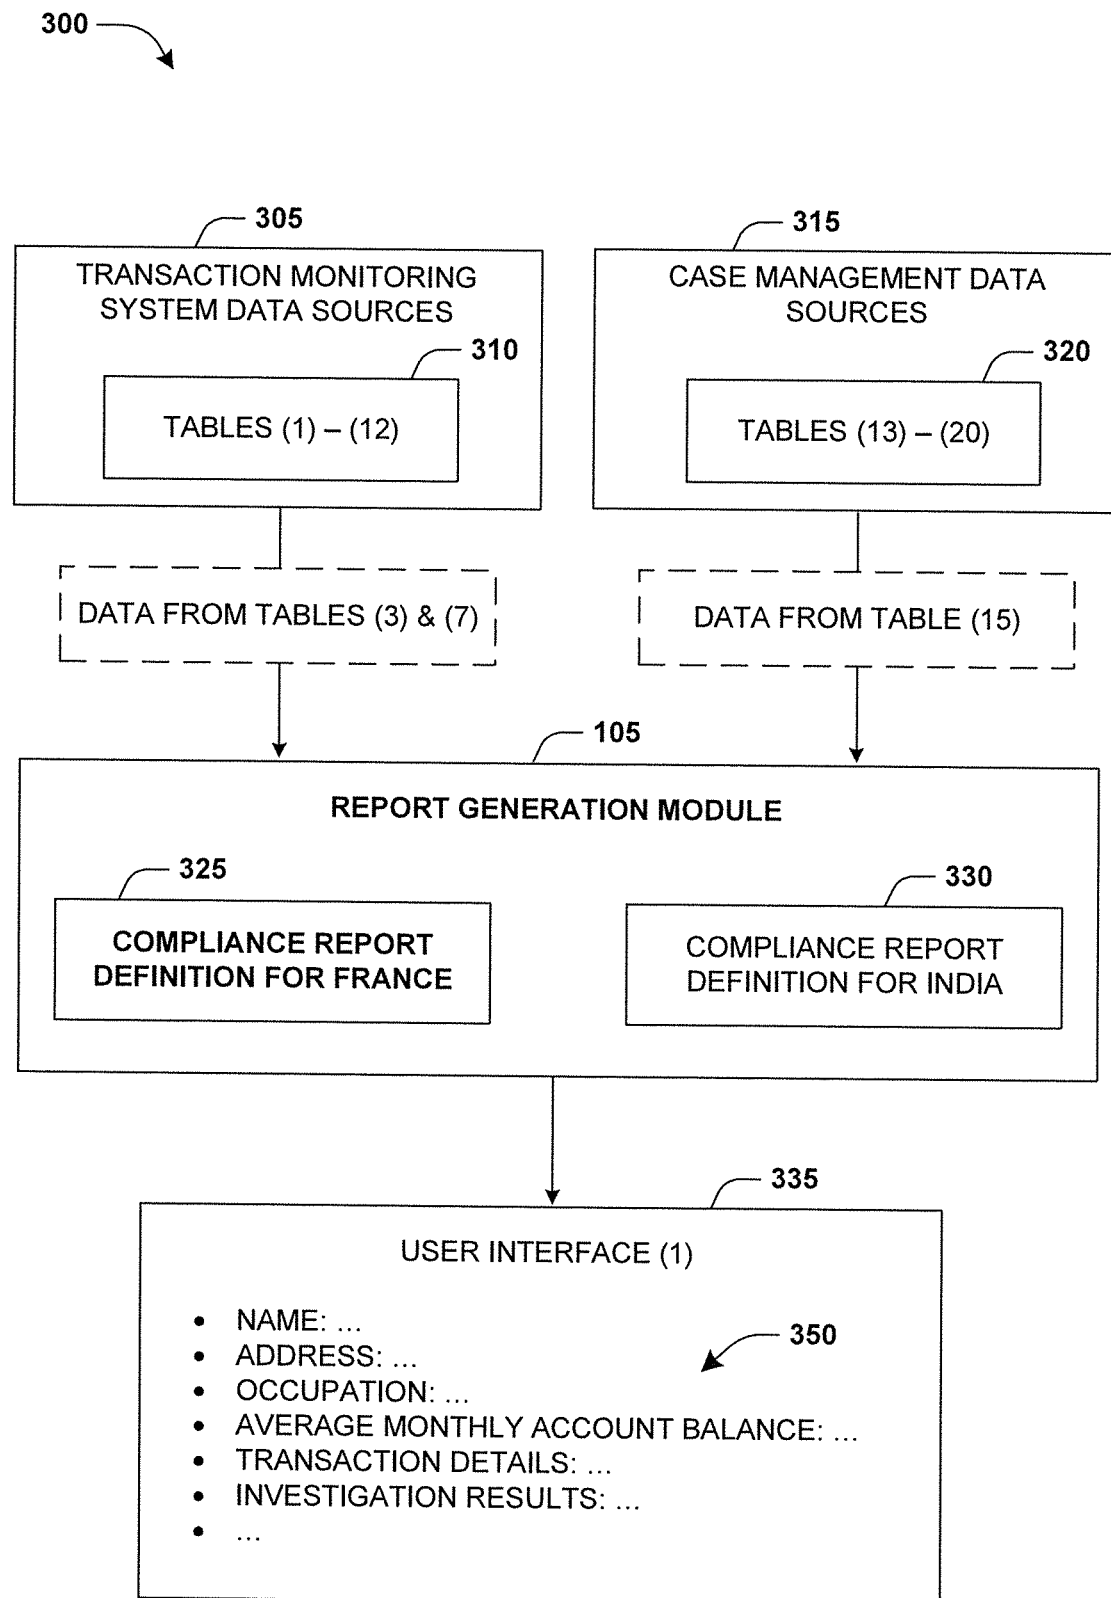 300
305
TRANSACTION MONITORING
SYSTEM DATA SOURCES
310
TABLES (1) – (12)
315
CASE MANAGEMENT DATA
SOURCES
320
TABLES (13) – (20)
DATA FROM TABLES (3) & (7)
DATA FROM TABLE (15)
105
REPORT GENERATION MODULE
325
COMPLIANCE REPORT
DEFINITION FOR FRANCE
330
COMPLIANCE REPORT
DEFINITION FOR INDIA
335
USER INTERFACE (1)
350
• NAME: ...
• ADDRESS: ...
• OCCUPATION: ...
• AVERAGE MONTHLY ACCOUNT BALANCE: ...
• TRANSACTION DETAILS: ...
• INVESTIGATION RESULTS: ...
• ...